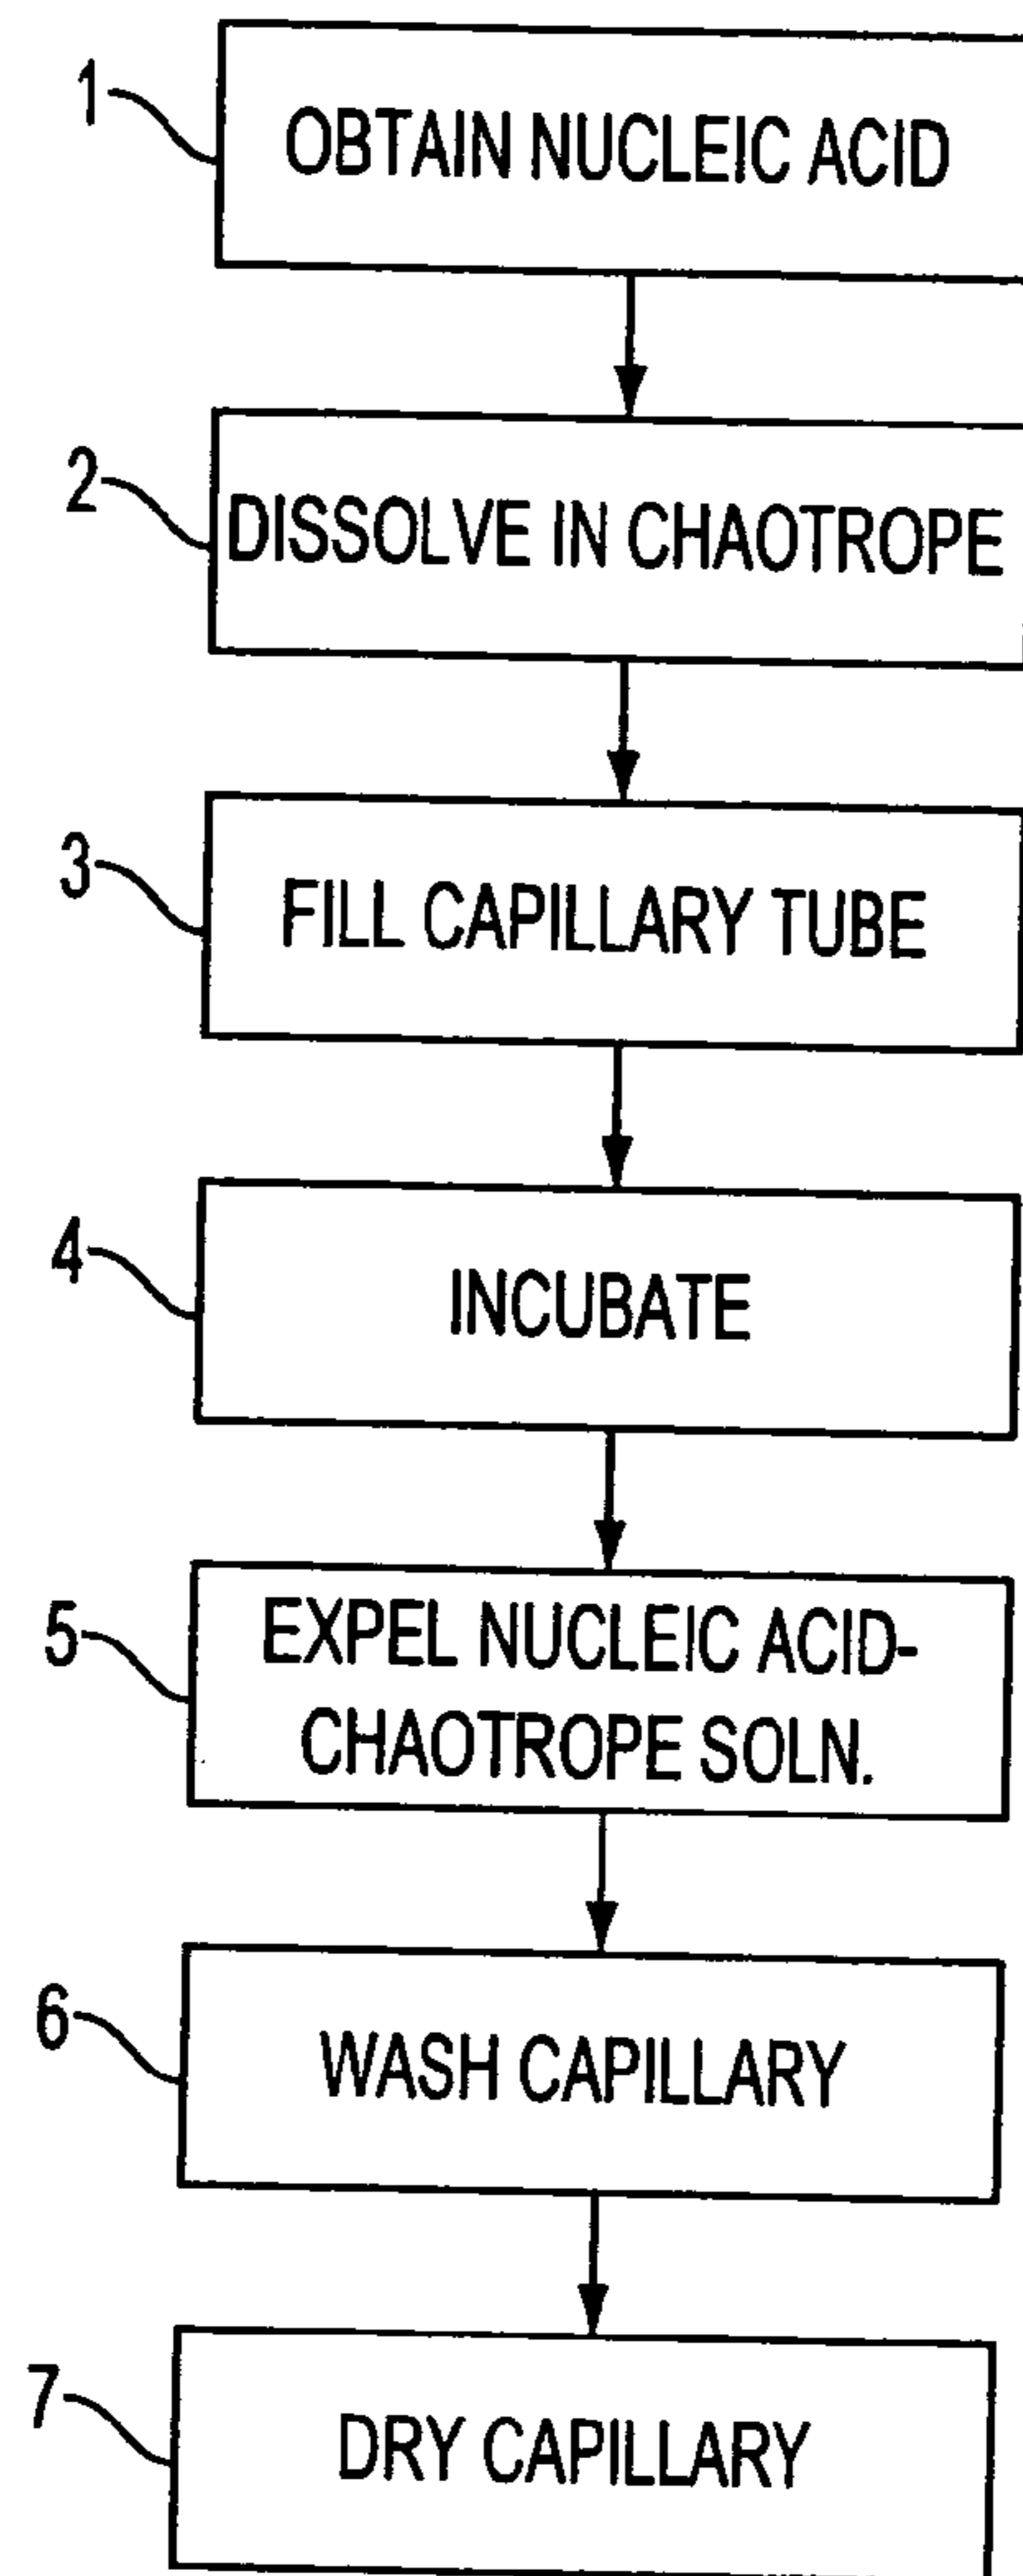 1
OBTAIN NUCLEIC ACID
2
DISSOLVE IN CHAOTROPE
3
FILL CAPILLARY TUBE
4
INCUBATE
5
EXPEL NUCLEIC ACID-
CHAOTROPE SOLN.
6
WASH CAPILLARY
7
DRY CAPILLARY